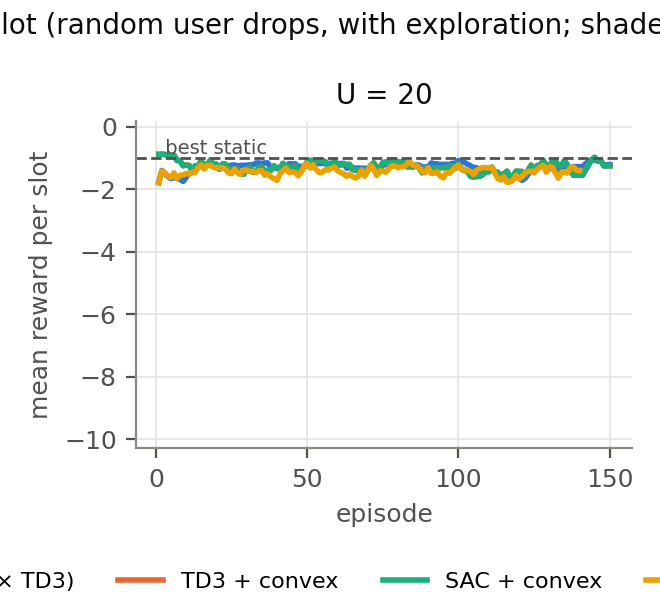 lot (random user drops, with exploration; shade
U = 20
0
−2
−4
−6
−8
−10
mean reward per slot
best static
0 50 100 150
episode
× TD3) TD3 + convex SAC + convex